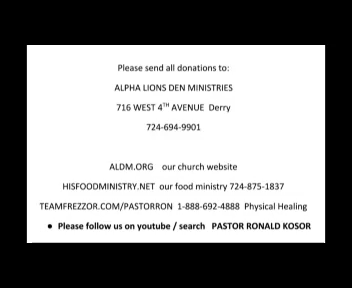 Please send all donations to:
ALPHA LIONS DEN MINISTRIES
716 WEST 4TH AVENUE Derry
724-694-9901
ALDM.ORG our church website
HISFOODMINISTRY.NET our food ministry 724-875-1837
TEAMFREZZOR.COM/PASTORRON 1-888-692-4888 Physical Healing
• Please follow us on youtube / search PASTOR RONALD KOSOR